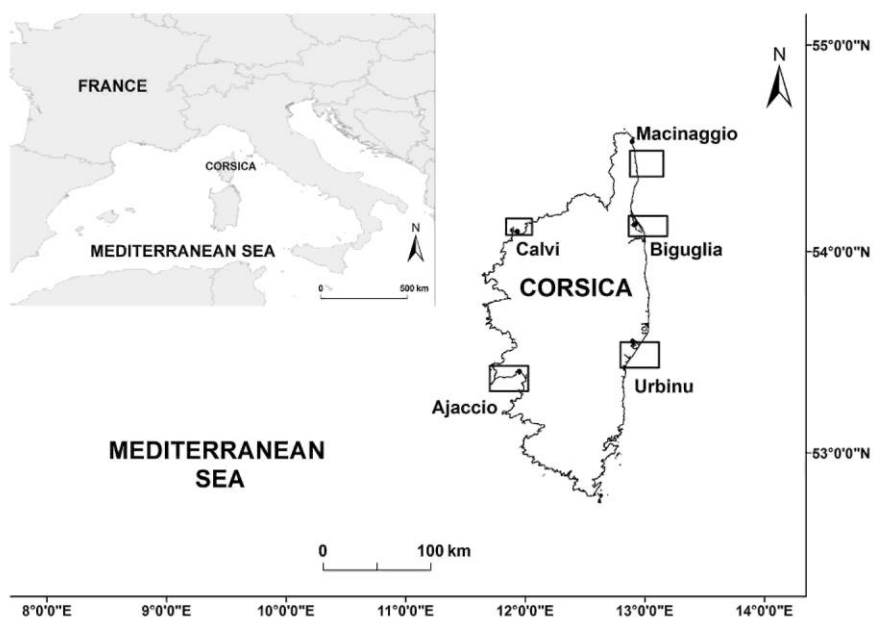 FRANCE
CORSICA
MEDITERRANEAN SEA
N
0 500 km
55°0'0"N
N
Macinaggio
Calvi
Biguglia
54°0'0"N
CORSICA
Ajaccio
Urbinu
MEDITERRANEAN
SEA
53°0'0"N
0 100 km
8°0'0"E 9°0'0"E 10°0'0"E 11°0'0"E 12°0'0"E 13°0'0"E 14°0'0"E